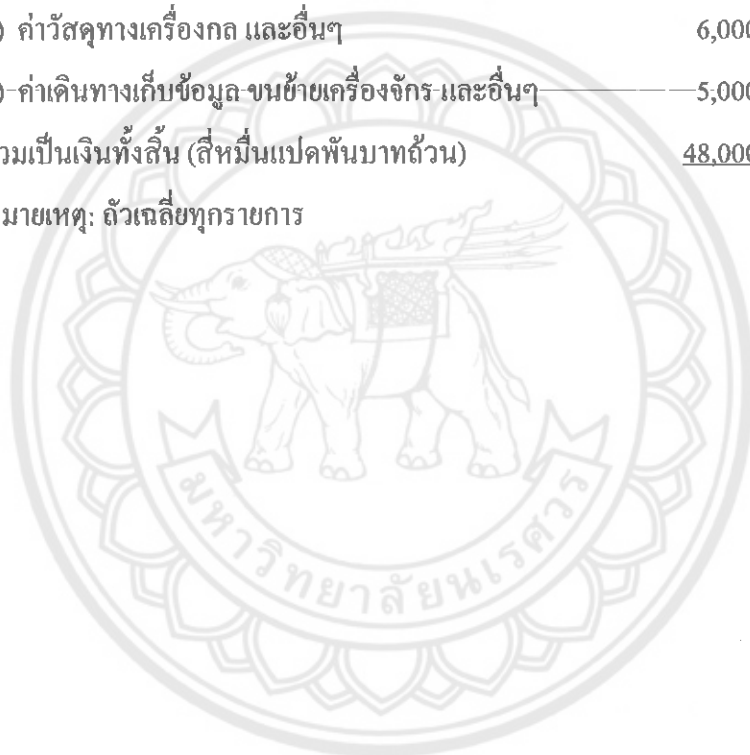 ) ค่าวัสดุทางเครื่องกล และอื่นๆ 6,000
) ค่าเดินทางเก็บข้อมูล ขนย้ายเครื่องจักร และอื่นๆ 5,000
วมเป็นเงินทั้งสิ้น (สี่หมื่นแปดพันบาทถ้วน) 48,000
มายเหตุ: ถัวเฉลี่ยทุกรายการ
มหาวิทยาลัยนเรศวร